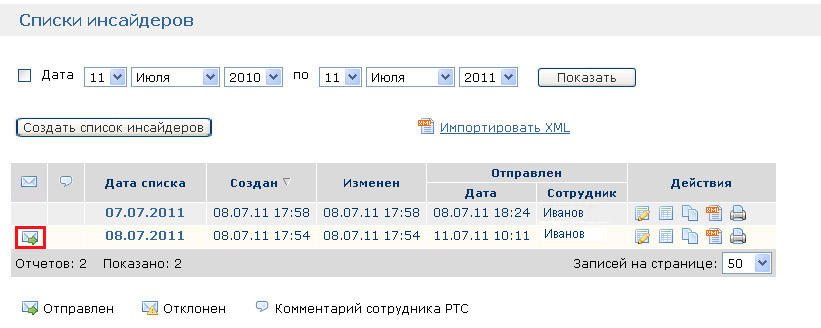 Списки инсайдеров
Дата 11 Июля 2010 по 11 Июля 2011 Показать
Создать список инсайдеров Импортировать XML
Отправлен
Дата списка Создан Изменен Дата Сотрудник Действия
07.07.2011 08.07.11 17:58 08.07.11 17:58 08.07.11 18:24 Иванов
08.07.2011 08.07.11 17:54 08.07.11 17:54 11.07.11 10:11 Иванов
Отчетов: 2 Показано: 2 Записей на странице: 50
Отправлен Отклонен Комментарий сотрудника РТС